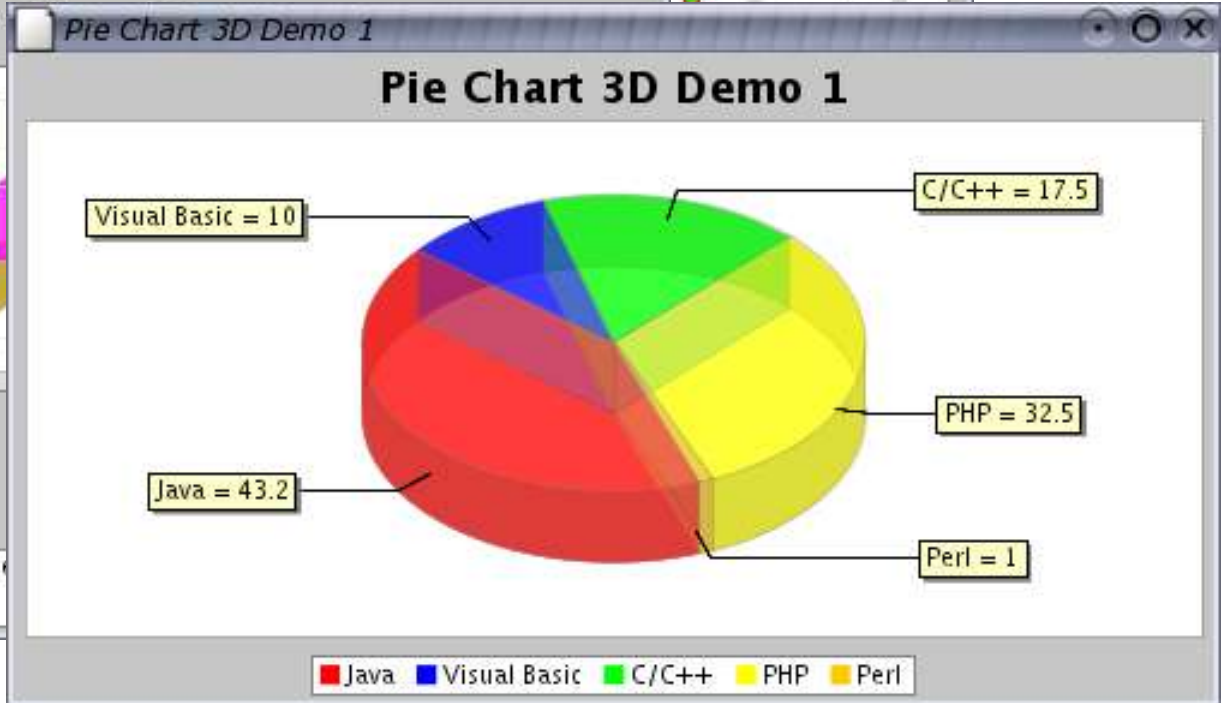 Pie Chart 3D Demo 1
Pie Chart 3D Demo 1
C/C++ = 17.5
Visual Basic = 10
PHP = 32.5
Java = 43.2
Perl = 1
Java Visual Basic C/C++ PHP Perl